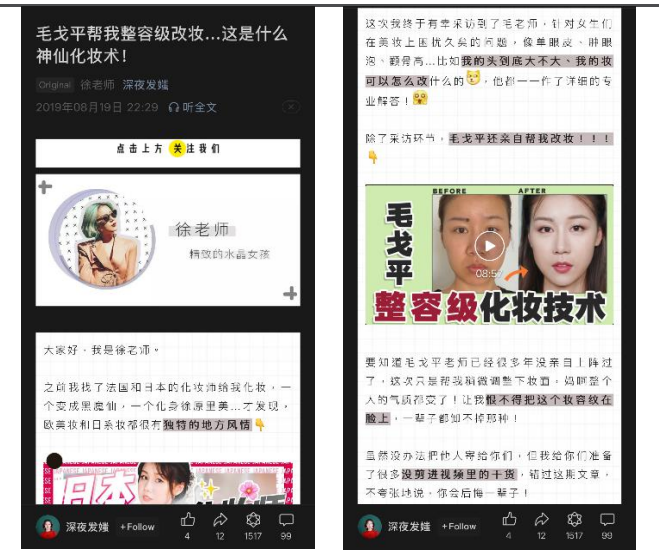 毛戈平帮我整容级改妆...这是什么
神仙化妆术!
Original 徐老师 深夜发媸
2019年08月19日 22:29 听全文
点击上方 关注我们
徐老师
精致的水晶女孩
大家好,我是徐老师。
之前我找了法国和日本的化妆师给我化妆,一
个变成黑魔仙,一个化身徐原里美...才发现,
欧美妆和日系妆都很有独特的地方风情👇
日本
深夜发媸 +Follow 4 12 1517 99
这次我终于有幸采访到了毛老师,针对女生们
在美妆上困扰久矣的问题,像单眼皮、肿眼
泡、颧骨高...比如我的头到底大不大、我的妆
可以怎么改什么的😼,他都一一作了详细的专
业解答!🙀
除了采访环节,毛戈平还亲自帮我改妆!!!
👇
BEFORE AFTER
毛戈平
08:57
整容级化妆技术
要知道毛戈平老师已经很多年没亲自上阵过
了,这次只是帮我稍微调整下妆面,妈啊整个
人的气质都变了!让我恨不得把这个妆容纹在
脸上,一辈子都卸不掉那种!
虽然没办法把他人寄给你们,但我给你们准备
了很多没剪进视频里的干货,错过这期文章,
不夸张地说,你会后悔一辈子!
深夜发媸 +Follow 4 12 1517 99